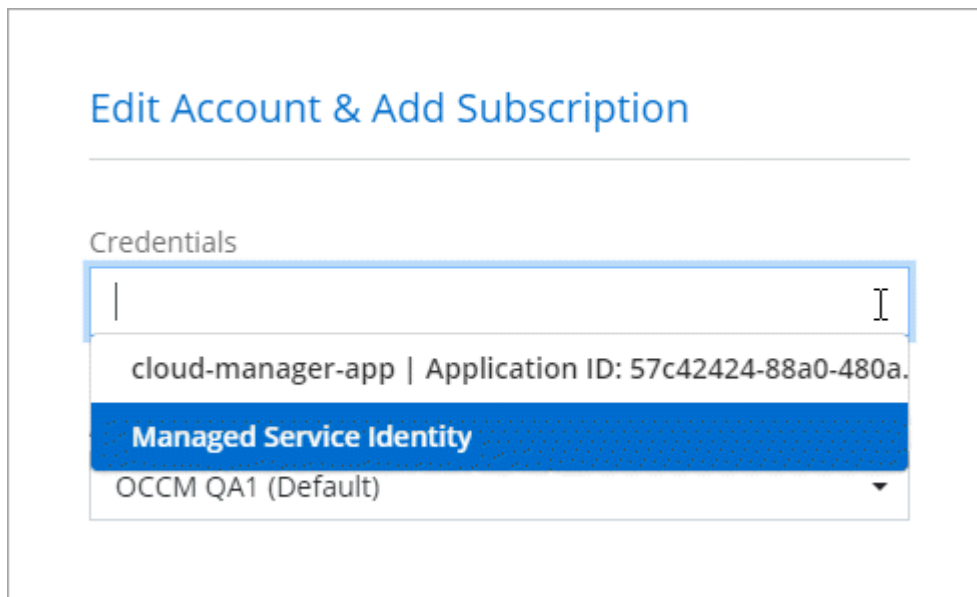 Edit Account & Add Subscription
Credentials
cloud-manager-app | Application ID: 57c42424-88a0-480a.
Managed Service Identity
OCCM QA1 (Default)